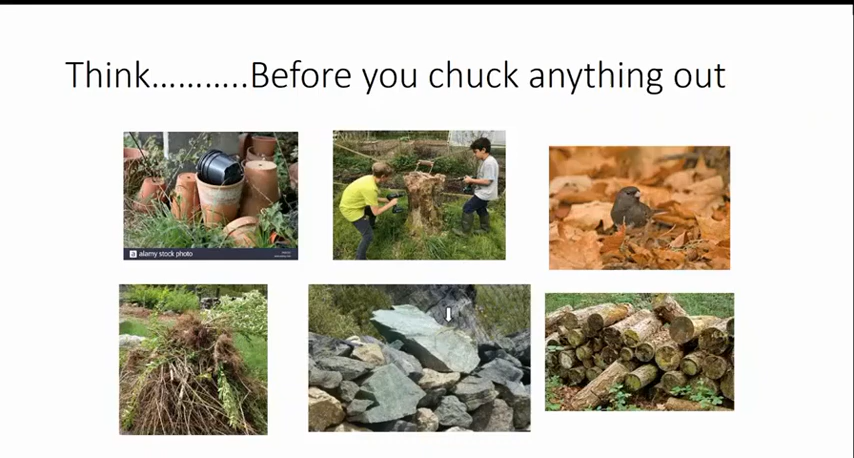 Think………..Before you chuck anything out
a alamy stock photo